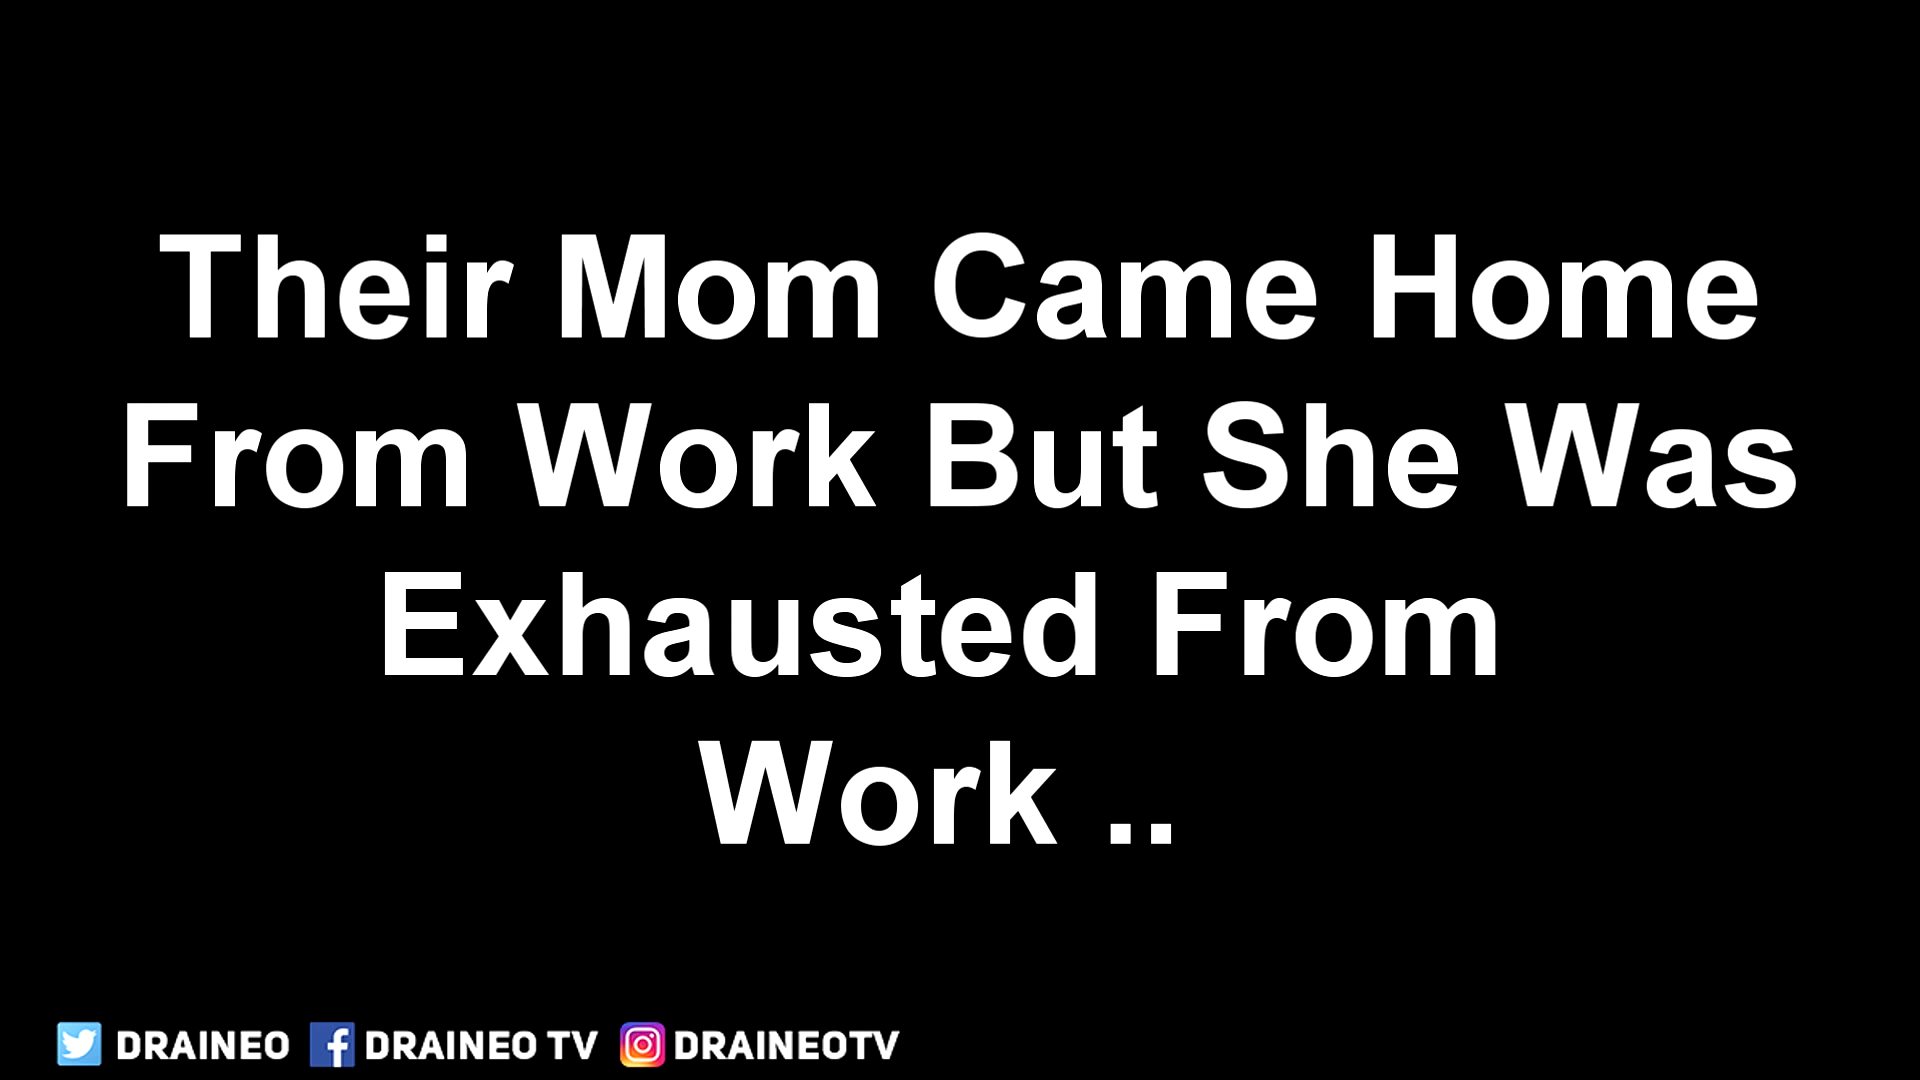 Their Mom Came Home
From Work But She Was
Exhausted From
Work ..
DRAINEO DRAINEO TV DRAINEOTV